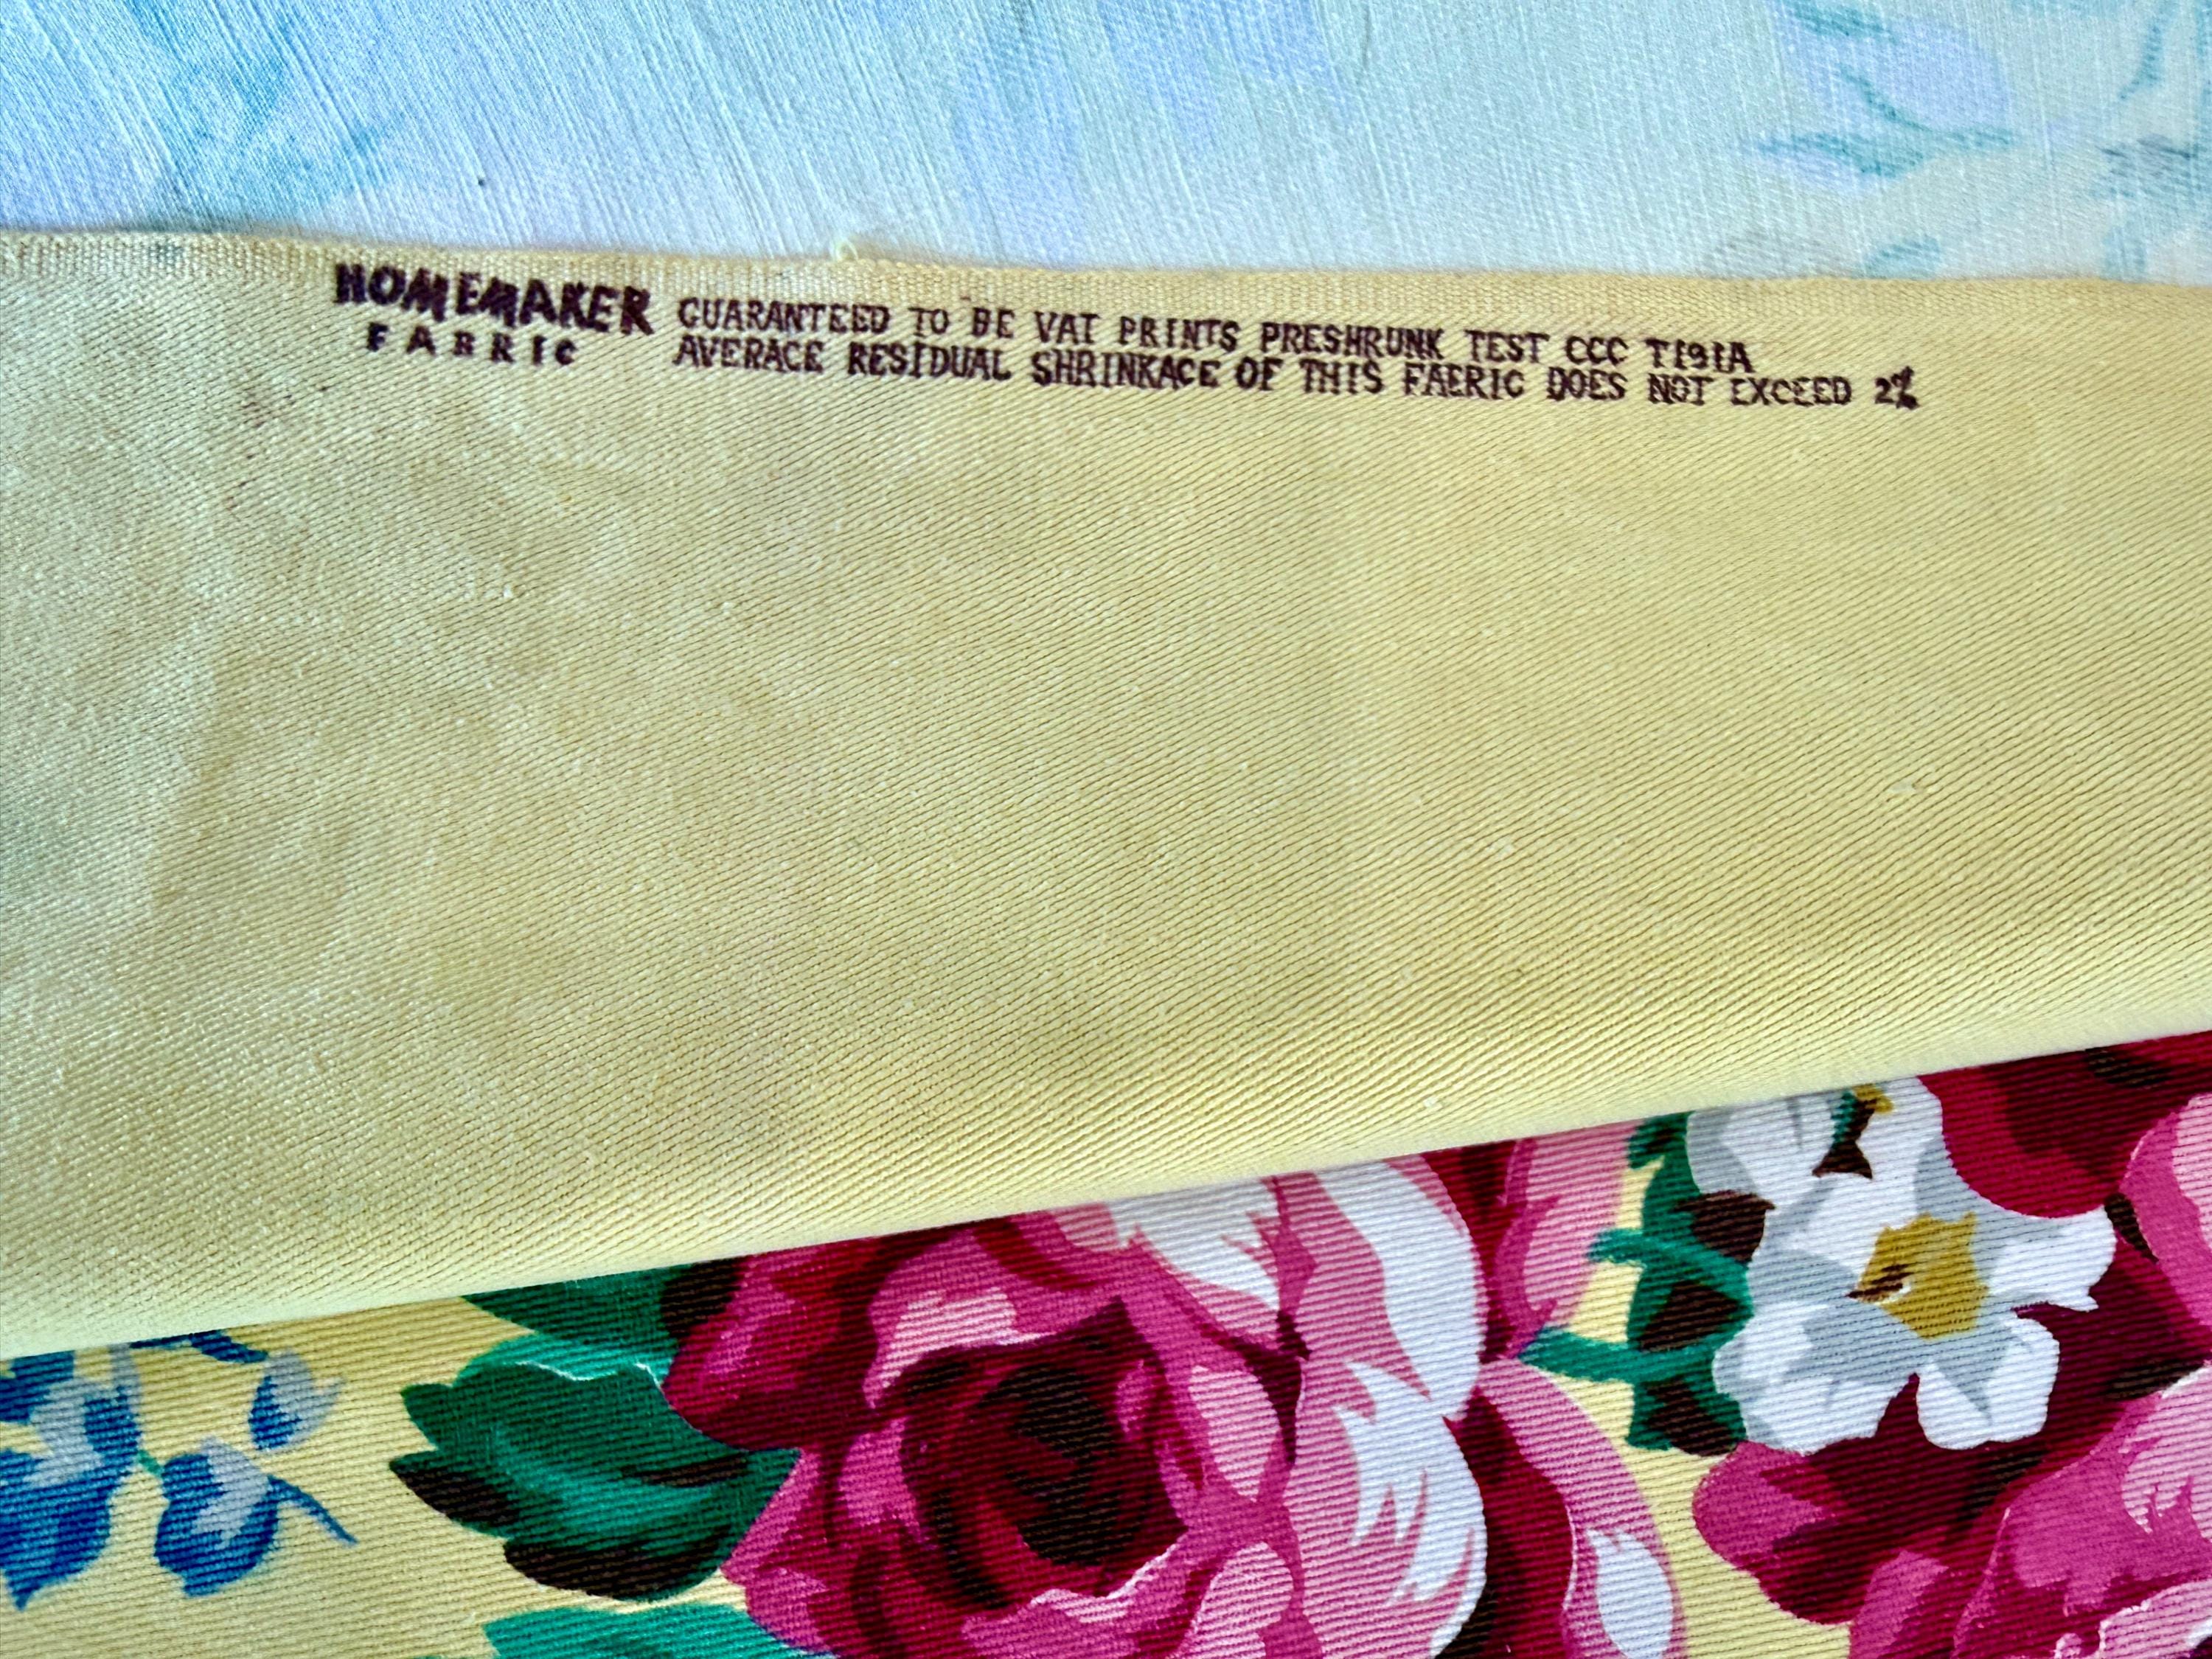 HOMEMAKER
FABRIC
GUARANTEED TO BE VAT PRINTS PRESHRUNK TEST CCC T191A
AVERAGE RESIDUAL SHRINKAGE OF THIS FABRIC DOES NOT EXCEED 2%